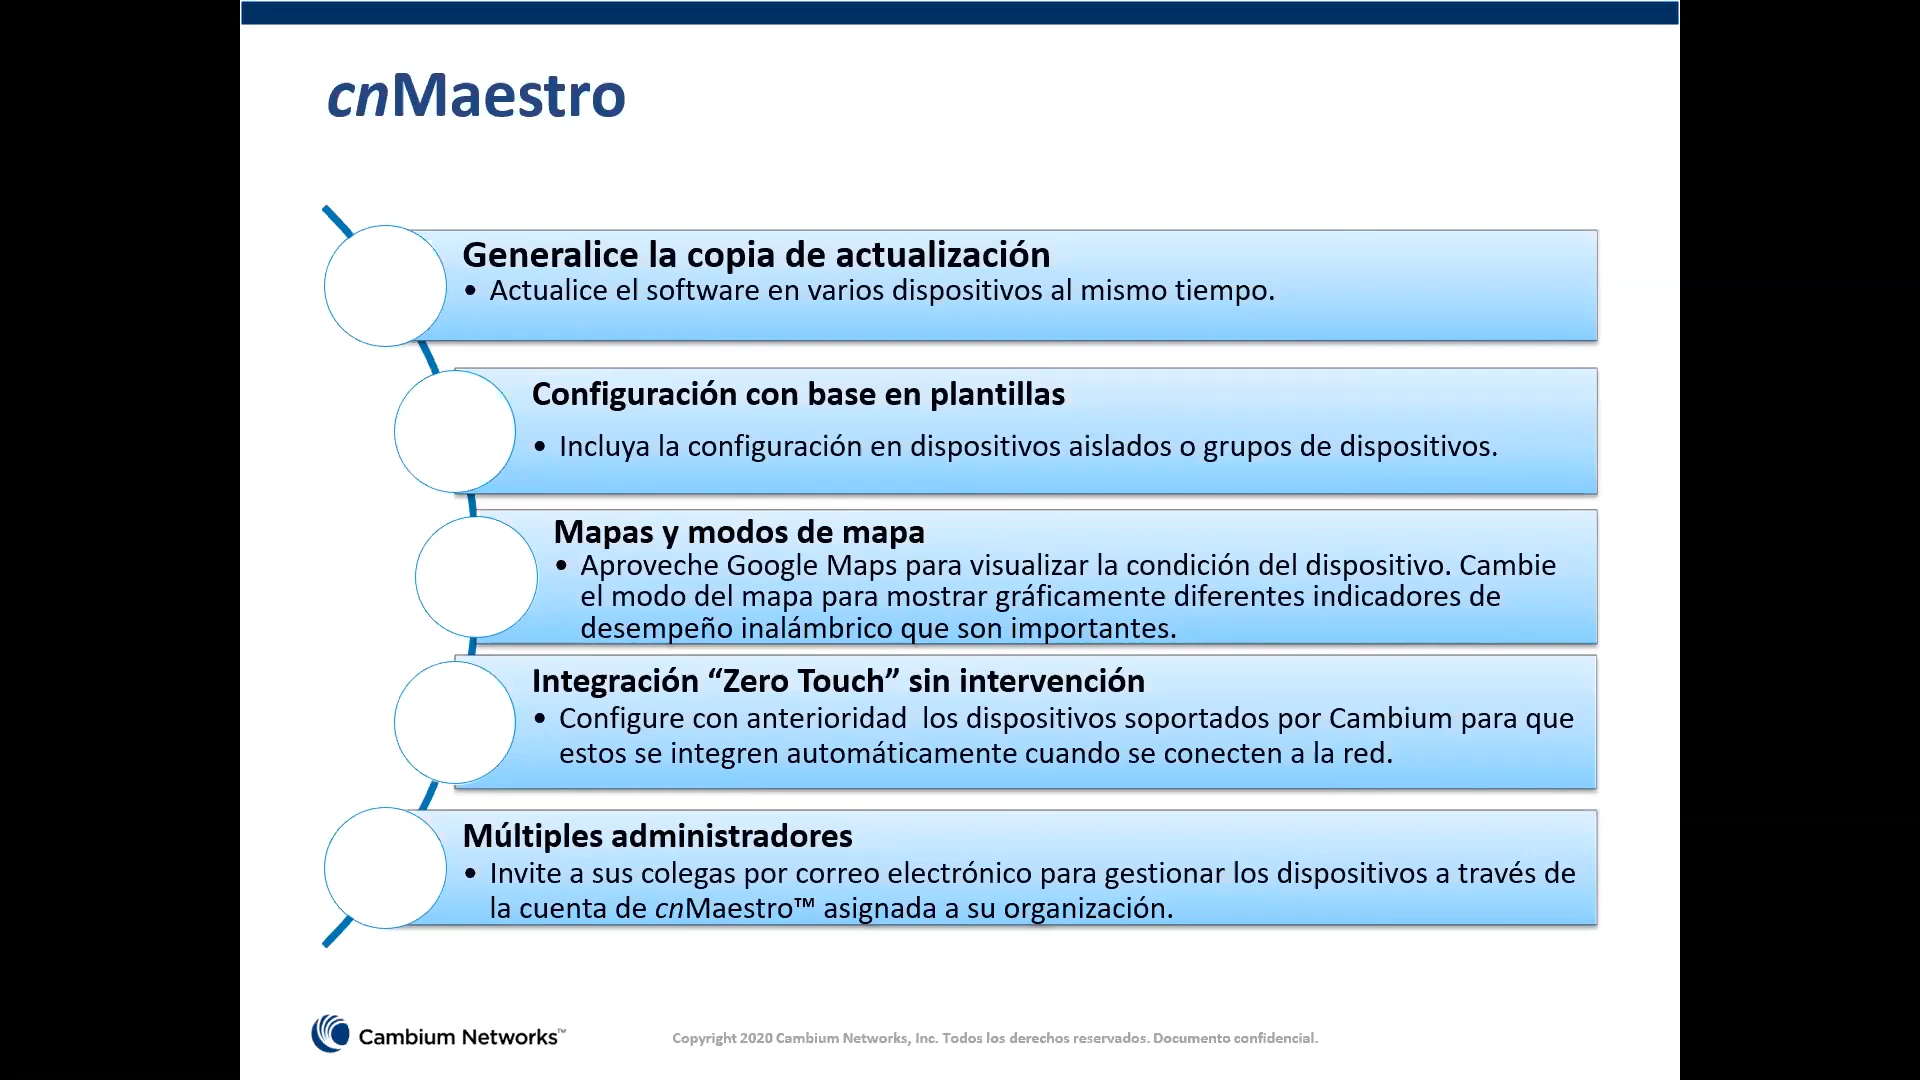 cnMaestro
Generalice la copia de actualización
• Actualice el software en varios dispositivos al mismo tiempo.
Configuración con base en plantillas
• Incluya la configuración en dispositivos aislados o grupos de dispositivos.
Mapas y modos de mapa
• Aproveche Google Maps para visualizar la condición del dispositivo. Cambie
el modo del mapa para mostrar gráficamente diferentes indicadores de
desempeño inalámbrico que son importantes.
Integración “Zero Touch” sin intervención
• Configure con anterioridad  los dispositivos soportados por Cambium para que
estos se integren automáticamente cuando se conecten a la red.
Múltiples administradores
• Invite a sus colegas por correo electrónico para gestionar los dispositivos a través de
la cuenta de cnMaestro™ asignada a su organización.
Cambium Networks™
Copyright 2020 Cambium Networks, Inc. Todos los derechos reservados. Documento confidencial.